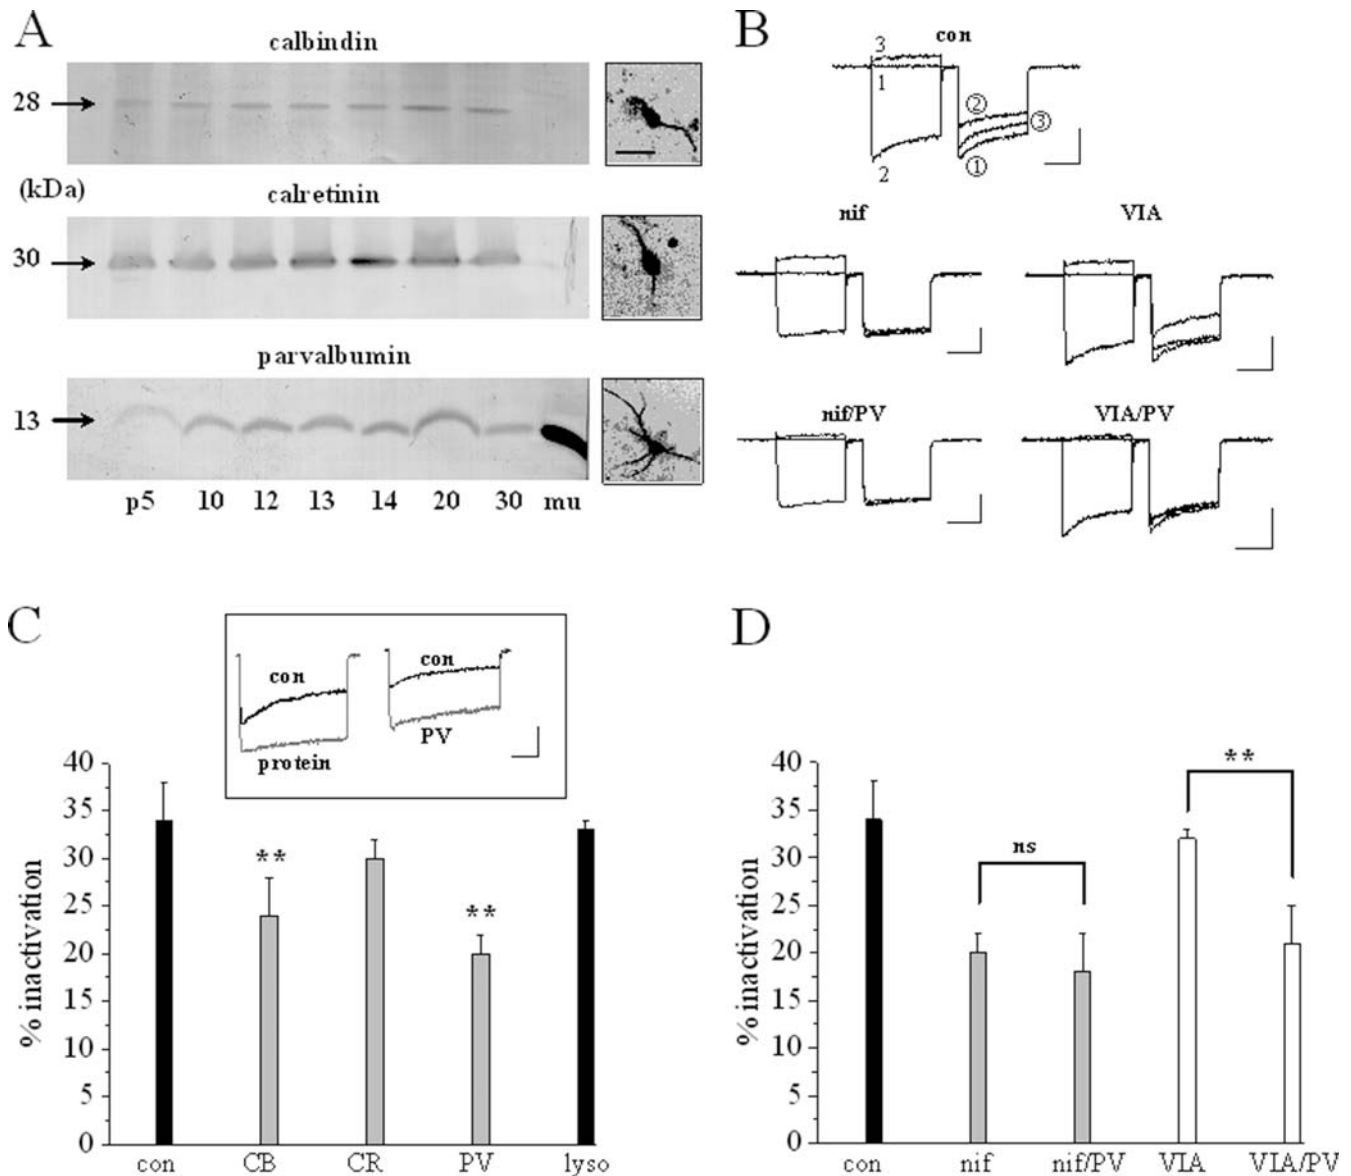 A
calbindin
28
(kDa)
calretinin
30
parvalbumin
13
p5 10 12 13 14 20 30 mu
B
con
3
1
2
②
③
①
nif VIA
nif/PV VIA/PV
C
con con
protein PV
% inactivation
40
35
30
25
20
15
10
5
0
**
**
con CB CR PV lyso
D
% inactivation
40
35
30
25
20
15
10
5
0
ns
**
con nif nif/PV VIA VIA/PV